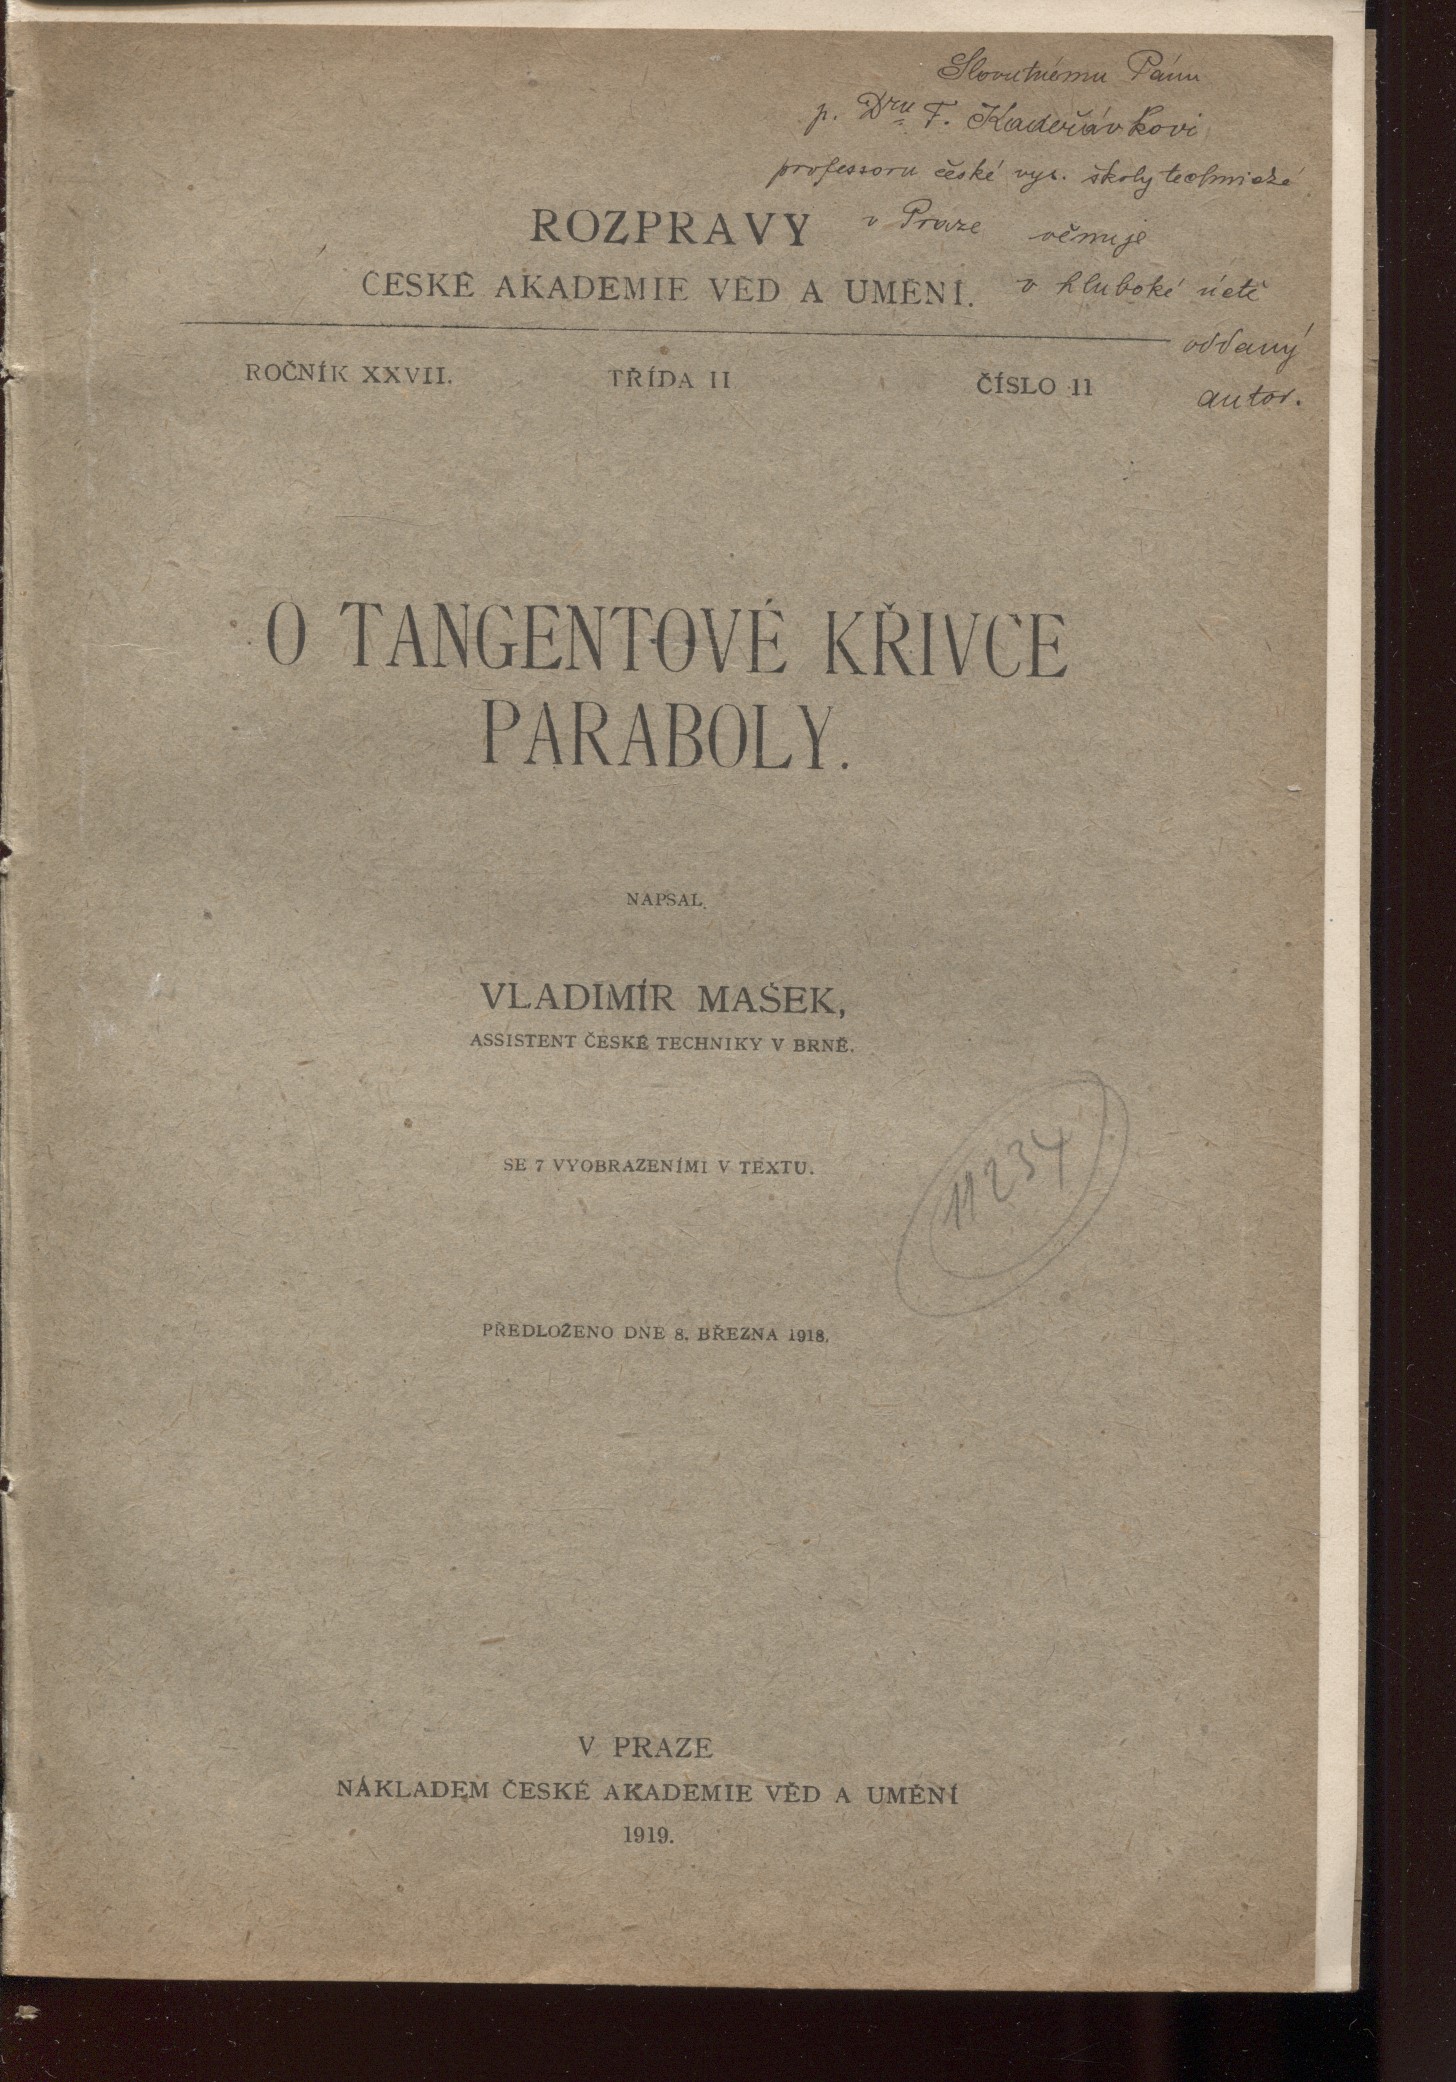 Slovutnému Pánu
p. Dru F. Kadeřávkovi
professoru české vys. školy technické
v Praze věnuje
v hluboké úctě
oddaný
autor.
ROZPRAVY
ČESKÉ AKADEMIE VĚD A UMĚNÍ.
ROČNÍK XXVII. TŘÍDA II ČÍSLO 11
O TANGENTOVÉ KŘIVCE
PARABOLY.
NAPSAL
VLADIMÍR MAŠEK,
ASSISTENT ČESKÉ TECHNIKY V BRNĚ.
SE 7 VYOBRAZENÍMI V TEXTU.
11234
PŘEDLOŽENO DNE 8. BŘEZNA 1918.
V PRAZE
NÁKLADEM ČESKÉ AKADEMIE VĚD A UMĚNÍ
1919.